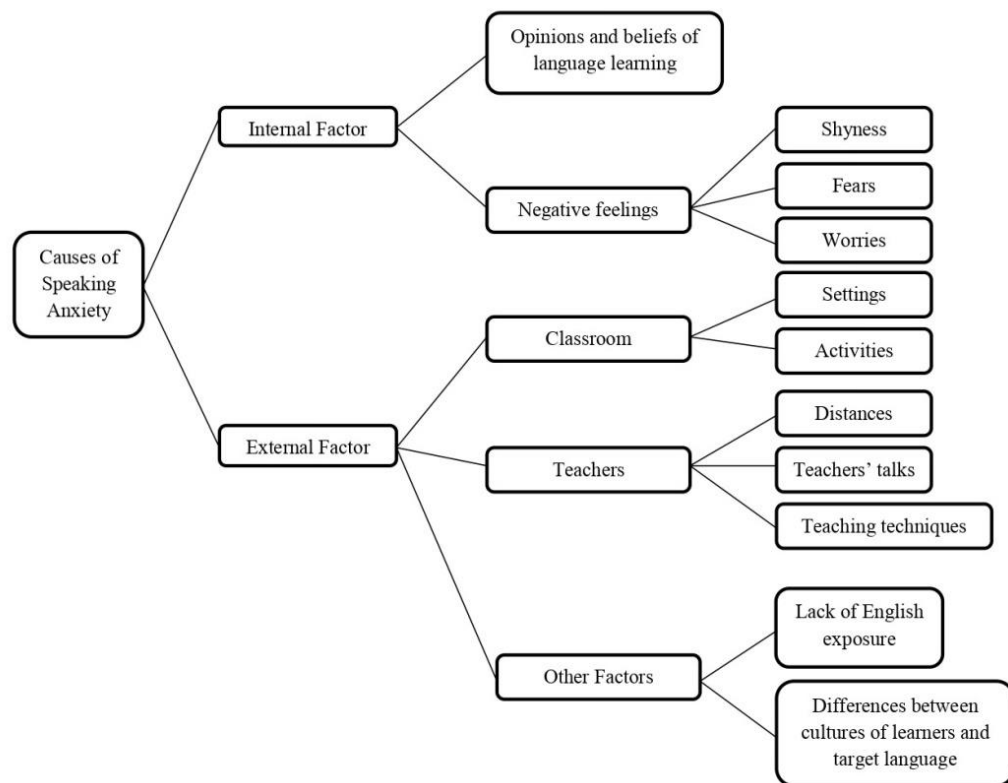 Opinions and beliefs of
language learning
Internal Factor
Shyness
Fears
Negative feelings
Worries
Causes of
Speaking
Anxiety
Settings
Classroom
Activities
Distances
External Factor
Teachers
Teachers’ talks
Teaching techniques
Lack of English
exposure
Other Factors
Differences between
cultures of learners and
target language